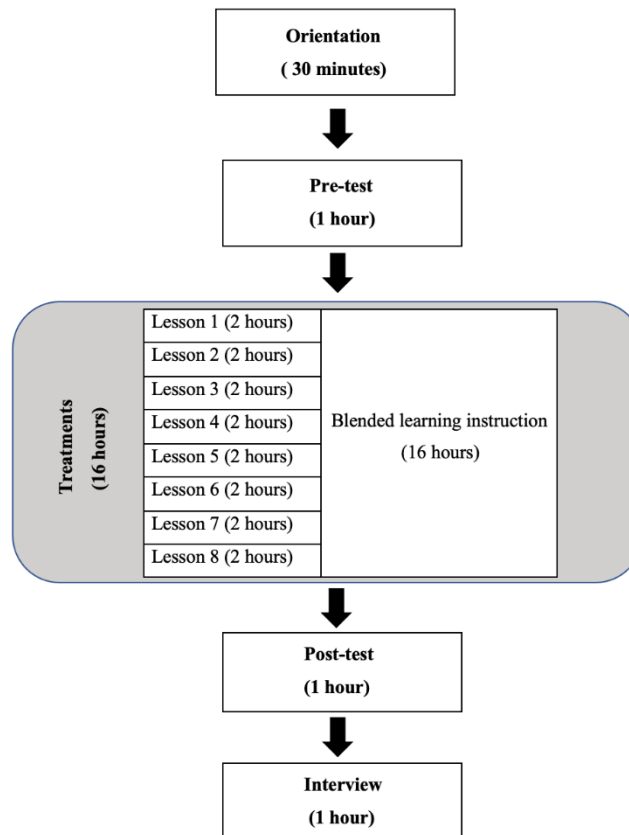 Orientation
( 30 minutes)
Pre-test
(1 hour)
Treatments
(16 hours)
Lesson 1 (2 hours)
Lesson 2 (2 hours)
Lesson 3 (2 hours)
Lesson 4 (2 hours)
Lesson 5 (2 hours)
Lesson 6 (2 hours)
Lesson 7 (2 hours)
Lesson 8 (2 hours)
Blended learning instruction
(16 hours)
Post-test
(1 hour)
Interview
(1 hour)